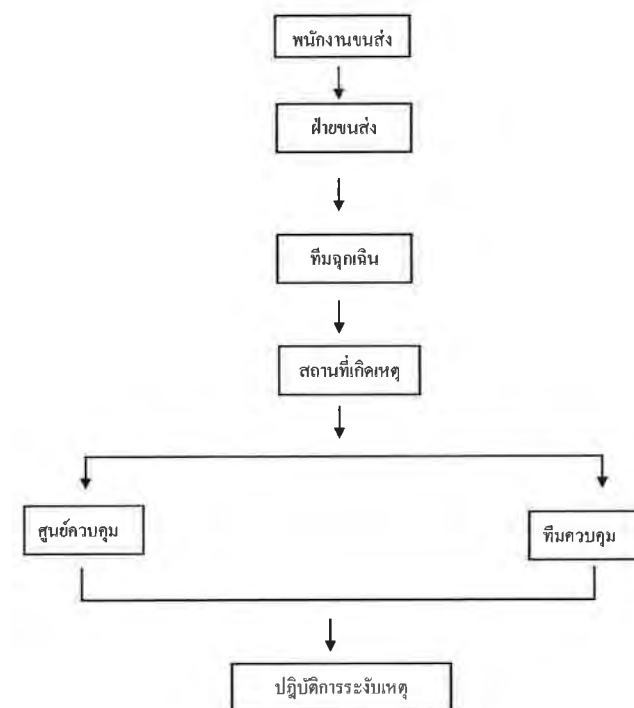 พนักงานขนส่ง
ฝ่ายขนส่ง
ทีมฉุกเฉิน
สถานที่เกิดเหตุ
ศูนย์ควบคุม
ทีมควบคุม
ปฎิบัติการระงับเหตุ